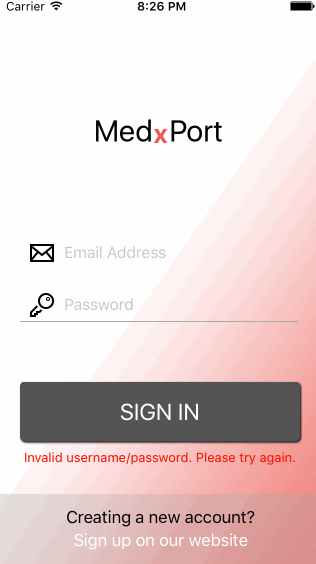 Carrier 8:26 PM
MedxPort
Email Address
Password
SIGN IN
Invalid username/password. Please try again.
Creating a new account?
Sign up on our website